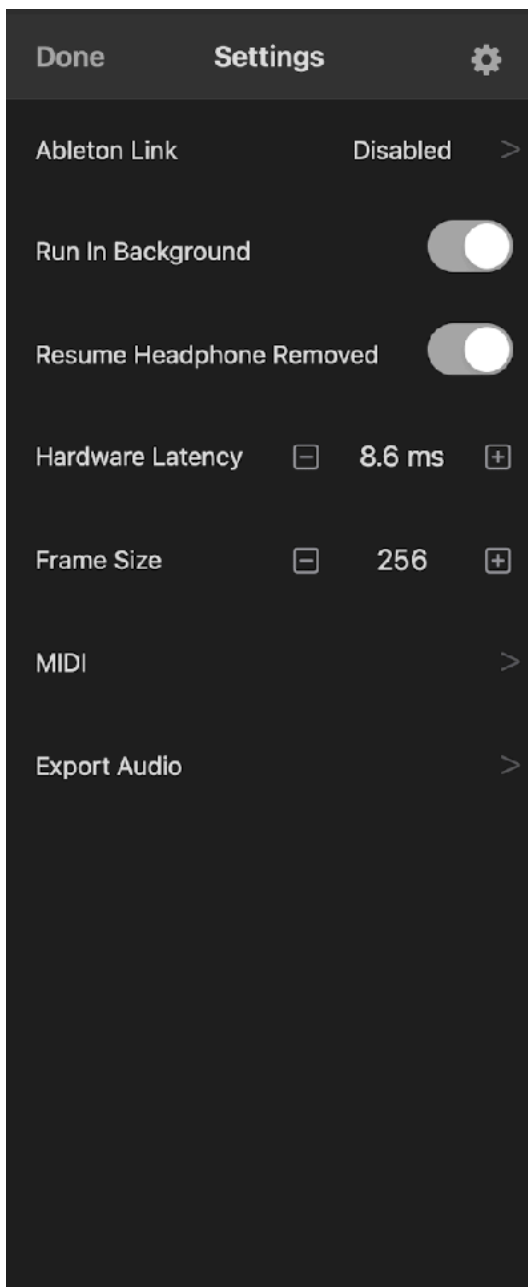 Done Settings
Ableton Link Disabled >
Run In Background
Resume Headphone Removed
Hardware Latency - 8.6 ms +
Frame Size - 256 +
MIDI >
Export Audio >